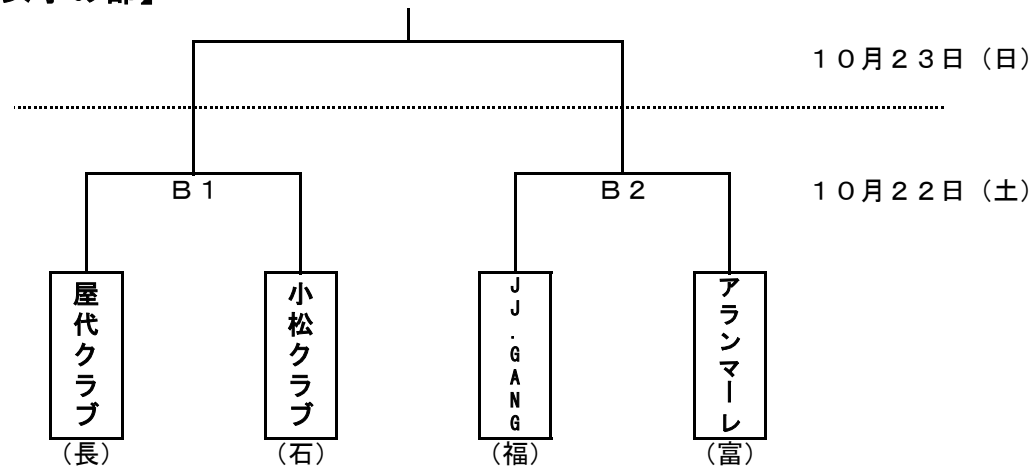 １０月２３日（日）
Ｂ１
Ｂ２
１０月２２日（土）
屋代クラブ
小松クラブ
ＪＪ．ＧＡＮＧ
アランマーレ
（長）
（石）
（福）
（富）